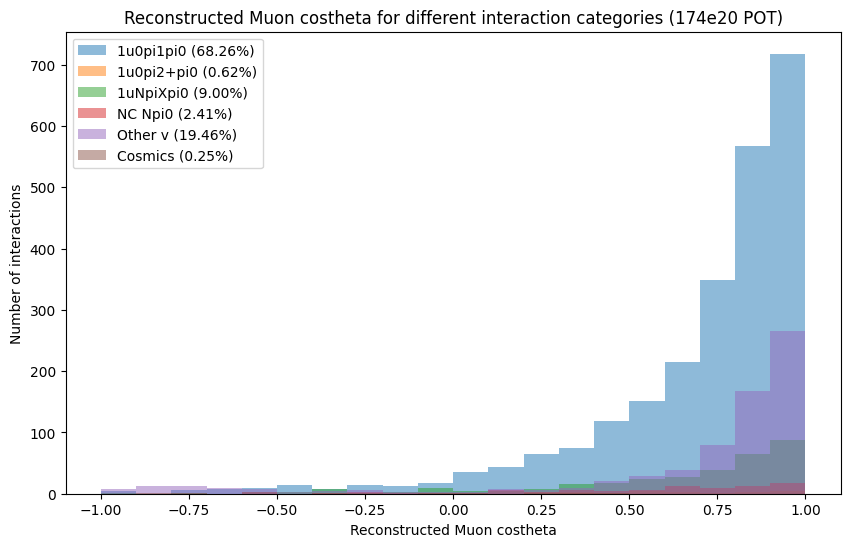 Reconstructed Muon costheta for different interaction categories (174e20 POT)
1u0pi1pi0 (68.26%)
1u0pi2+pi0 (0.62%)
1uNpiXpi0 (9.00%)
NC Npi0 (2.41%)
Other v (19.46%)
Cosmics (0.25%)
Number of interactions
700
600
500
400
300
200
100
0
−1.00 −0.75 −0.50 −0.25 0.00 0.25 0.50 0.75 1.00
Reconstructed Muon costheta